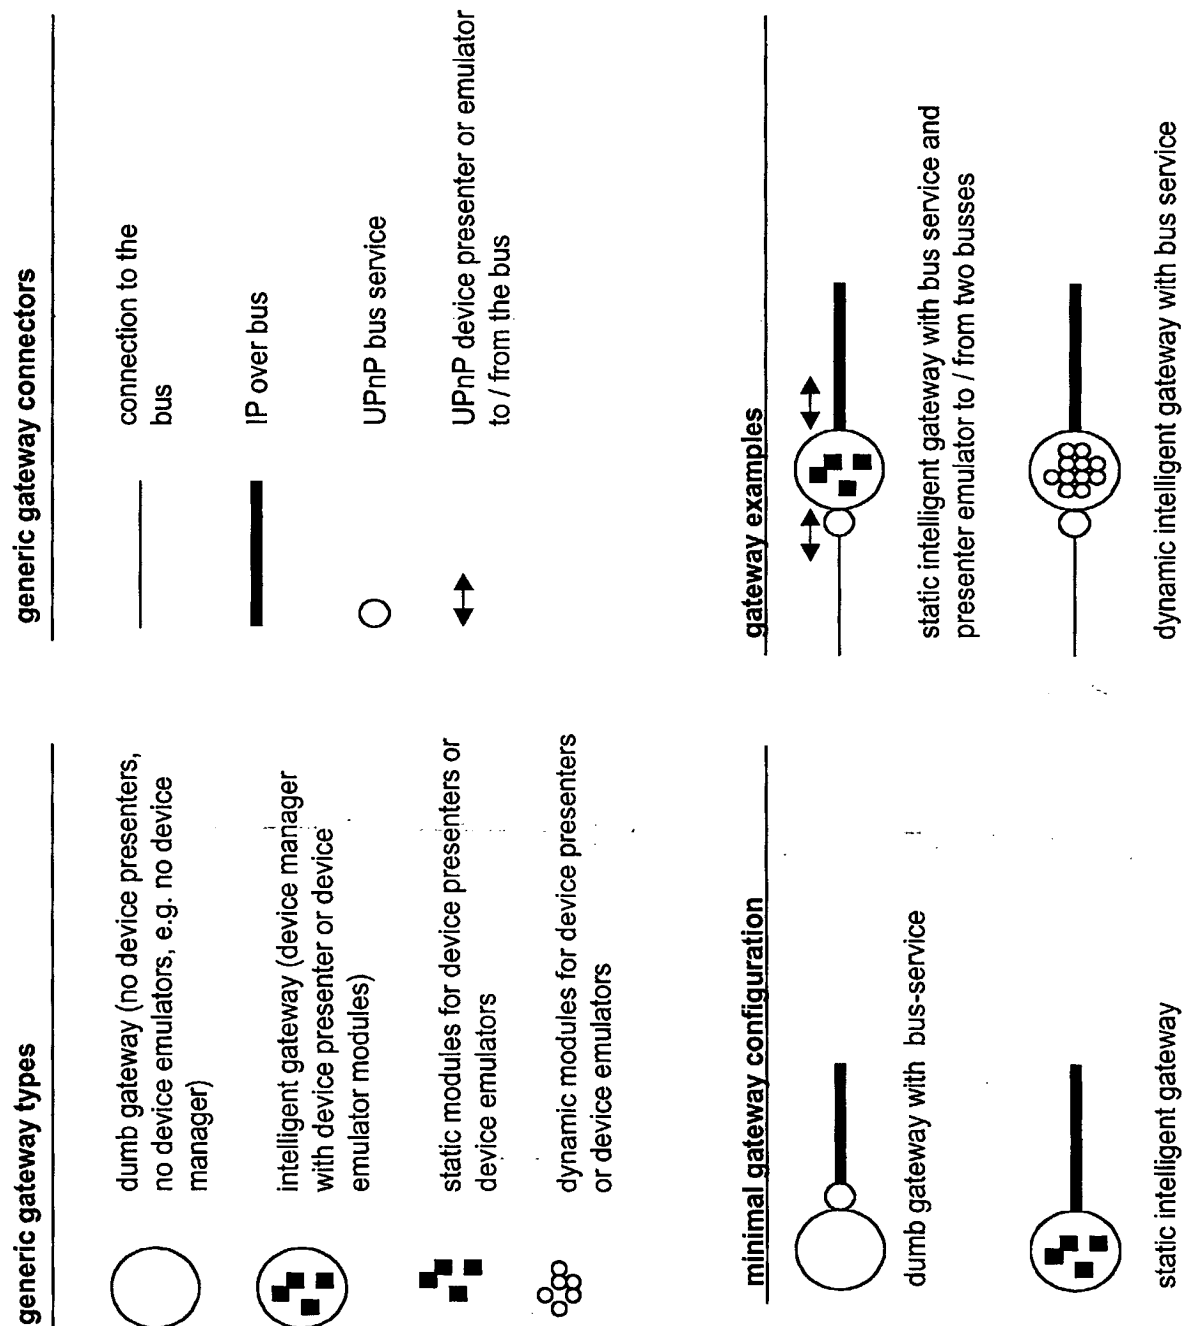 generic gateway types
dumb gateway (no device presenters,
no device emulators, e.g. no device
manager)
intelligent gateway (device manager
with device presenter or device
emulator modules)
static modules for device presenters or
device emulators
dynamic modules for device presenters
or device emulators
generic gateway connectors
connection to the
bus
IP over bus
UPnP bus service
UPnP device presenter or emulator
to / from the bus
minimal gateway configuration
dumb gateway with bus-service
static intelligent gateway
gateway examples
static intelligent gateway with bus service and
presenter emulator to / from two busses
dynamic intelligent gateway with bus service